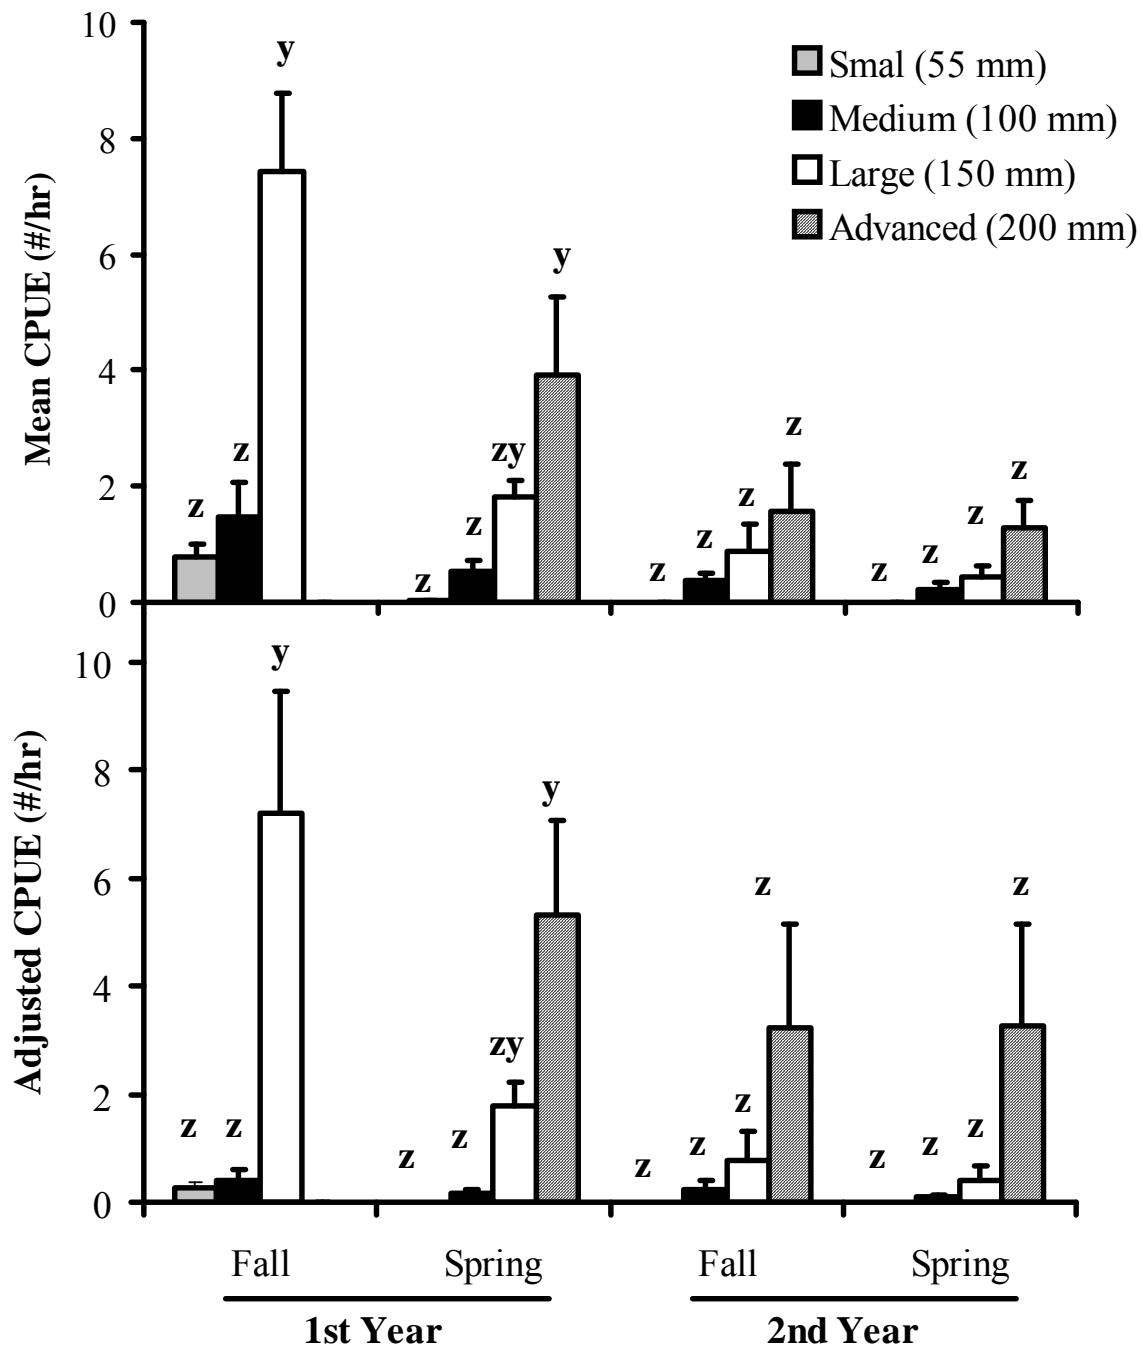 Mean CPUE (#/hr)
10
8
6
4
2
0
y
z
z
y
zy
z
z
z
z
z
z
z
z
z
z
Smal (55 mm)
Medium (100 mm)
Large (150 mm)
Advanced (200 mm)
Adjusted CPUE (#/hr)
10
8
6
4
2
0
y
z
z
y
zy
z
z
z
z
z
z
z
z
z
z
Fall
Spring
Fall
Spring
1st Year
2nd Year